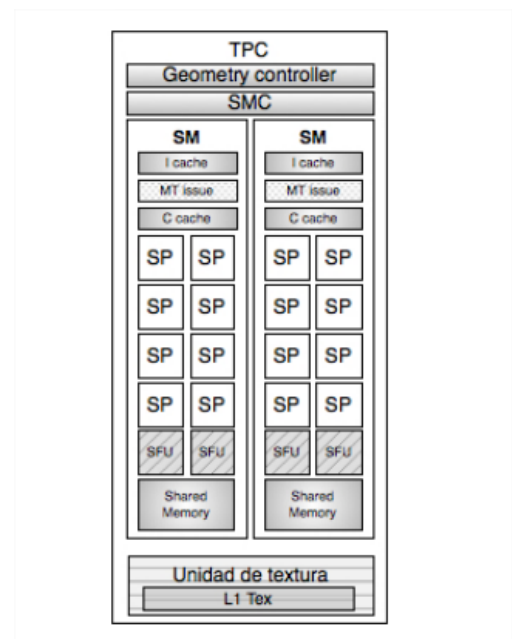 TPC
Geometry controller
SMC
SM SM
I cache I cache
MT issue MT issue
C cache C cache
SP SP SP SP
SP SP SP SP
SP SP SP SP
SP SP SP SP
SFU SFU SFU SFU
Shared Shared
Memory Memory
Unidad de textura
L1 Tex